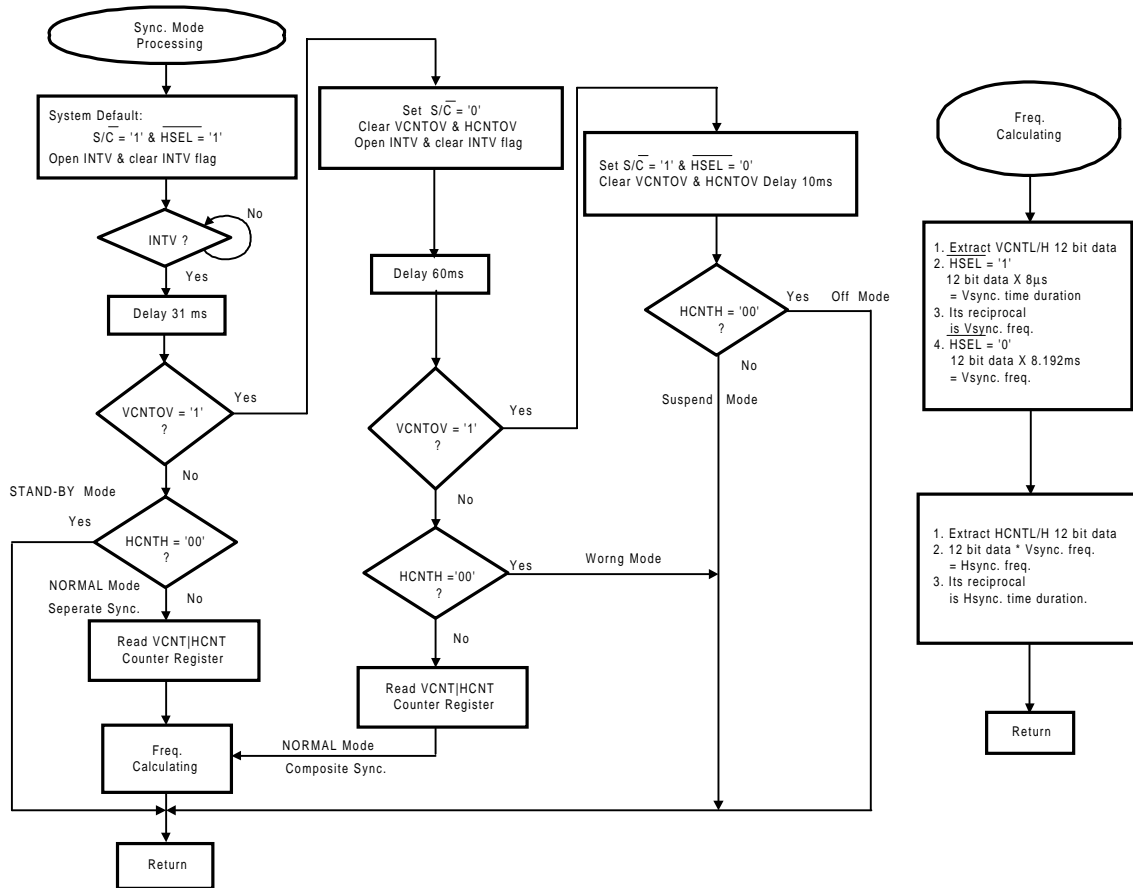 Sync. Mode
Processing
System Default:
S/C̅ = '1' & H̅S̅E̅L̅ = '1'
Open INTV & clear INTV flag
INTV ?
No
Yes
Delay 31 ms
VCNTOV = '1'
?
Yes
No
STAND-BY Mode
Yes
HCNTH = '00'
?
NORMAL Mode
Seperate Sync.
No
Read VCNT|HCNT
Counter Register
Freq.
Calculating
Return
Set S/C̅ = '0'
Clear VCNTOV & HCNTOV
Open INTV & clear INTV flag
Delay 60ms
VCNTOV = '1'
?
Yes
No
HCNTH ='00'
?
Yes
Worng Mode
No
Read VCNT|HCNT
Counter Register
NORMAL Mode
Composite Sync.
Set S/C̅ = '1' & H̅S̅E̅L̅ = '0'
Clear VCNTOV & HCNTOV Delay 10ms
HCNTH = '00'
?
Yes Off Mode
No
Suspend Mode
Freq.
Calculating
1. Extract VCNTL/H 12 bit data
2. H̅S̅E̅L̅ = '1'
12 bit data X 8µs
= Vsync. time duration
3. Its reciprocal
is Vsync. freq.
4. H̅S̅E̅L̅ = '0'
12 bit data X 8.192ms
= Vsync. freq.
1. Extract HCNTL/H 12 bit data
2. 12 bit data * Vsync. freq.
= Hsync. freq.
3. Its reciprocal
is Hsync. time duration.
Return